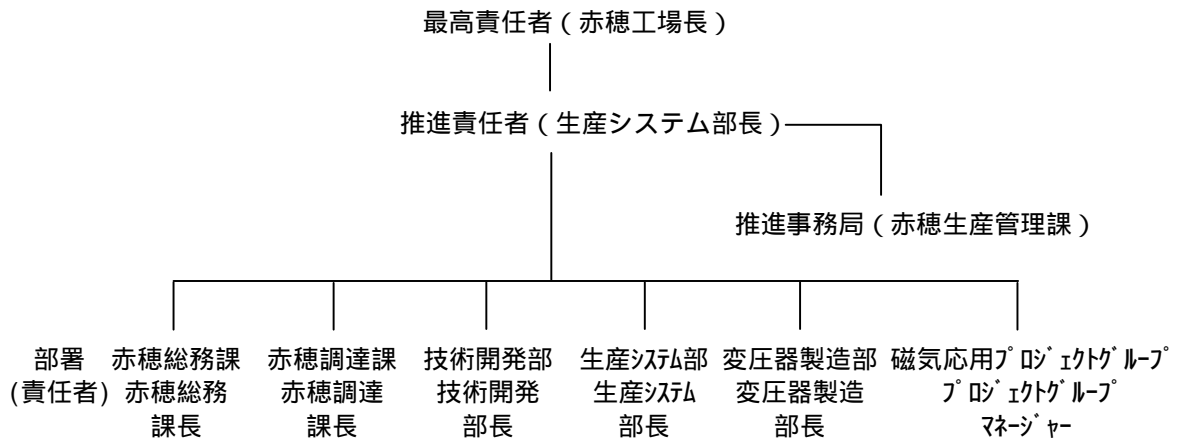 最高責任者(赤穂工場長)
推進責任者(生産システム部長)
推進事務局(赤穂生産管理課)
部署 赤穂総務課 赤穂調達課 技術開発部 生産ｼｽﾃﾑ部 変圧器製造部 磁気応用ﾌﾟﾛｼﾞｪｸﾄｸﾞﾙｰﾌﾟ
(責任者) 赤穂総務 赤穂調達 技術開発 生産ｼｽﾃﾑ 変圧器製造 ﾌﾟﾛｼﾞｪｸﾄｸﾞﾙｰﾌﾟ
課長 課長 部長 部長 部長 ﾏﾈｰｼﾞｬｰ